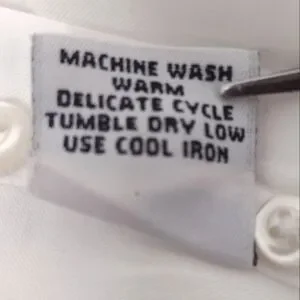 MACHINE WASH
WARM
DELICATE CYCLE
TUMBLE DRY LOW
USE COOL IRON